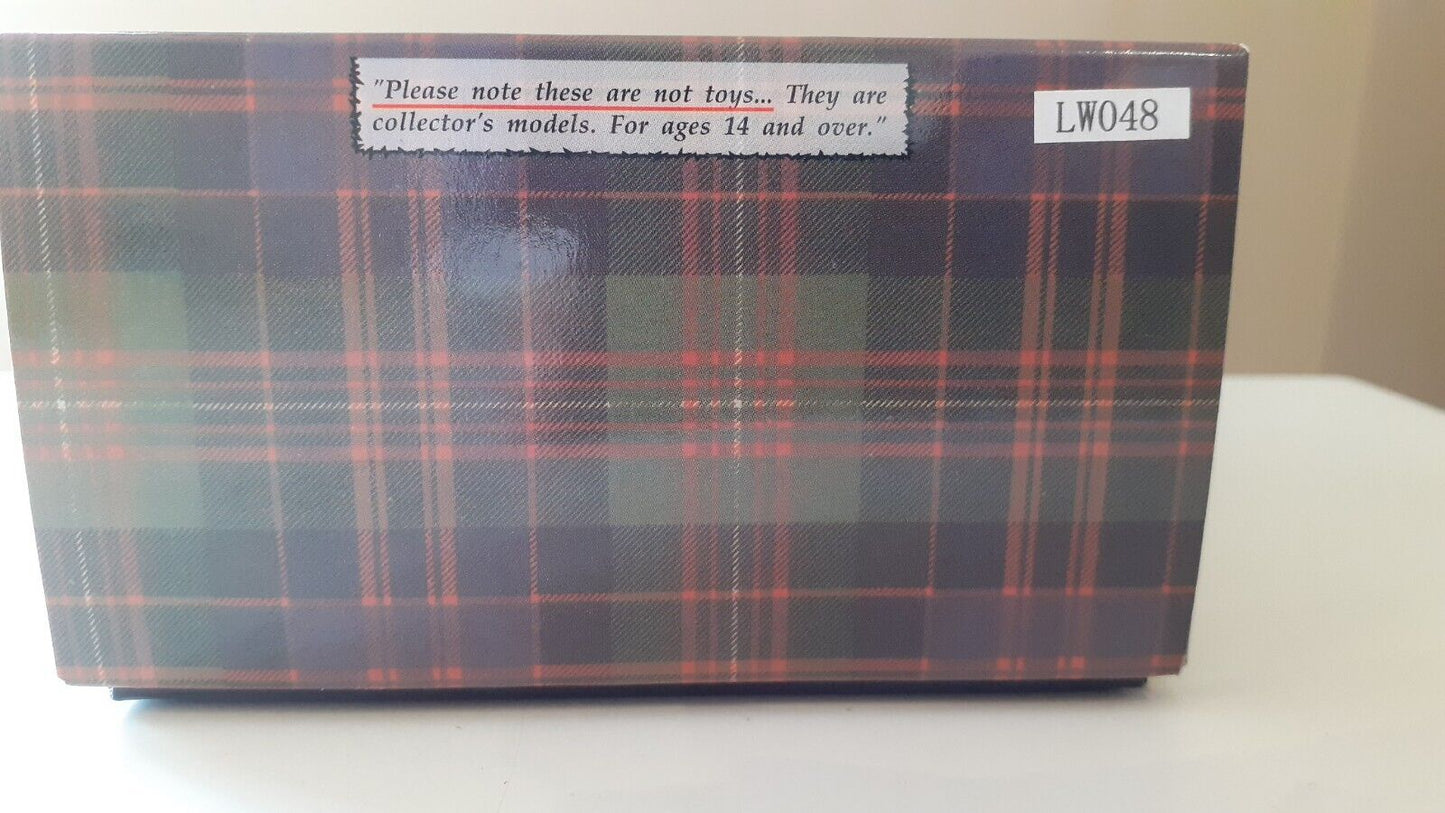 "Please note these are not toys... They are
collector's models. For ages 14 and over."
LW048